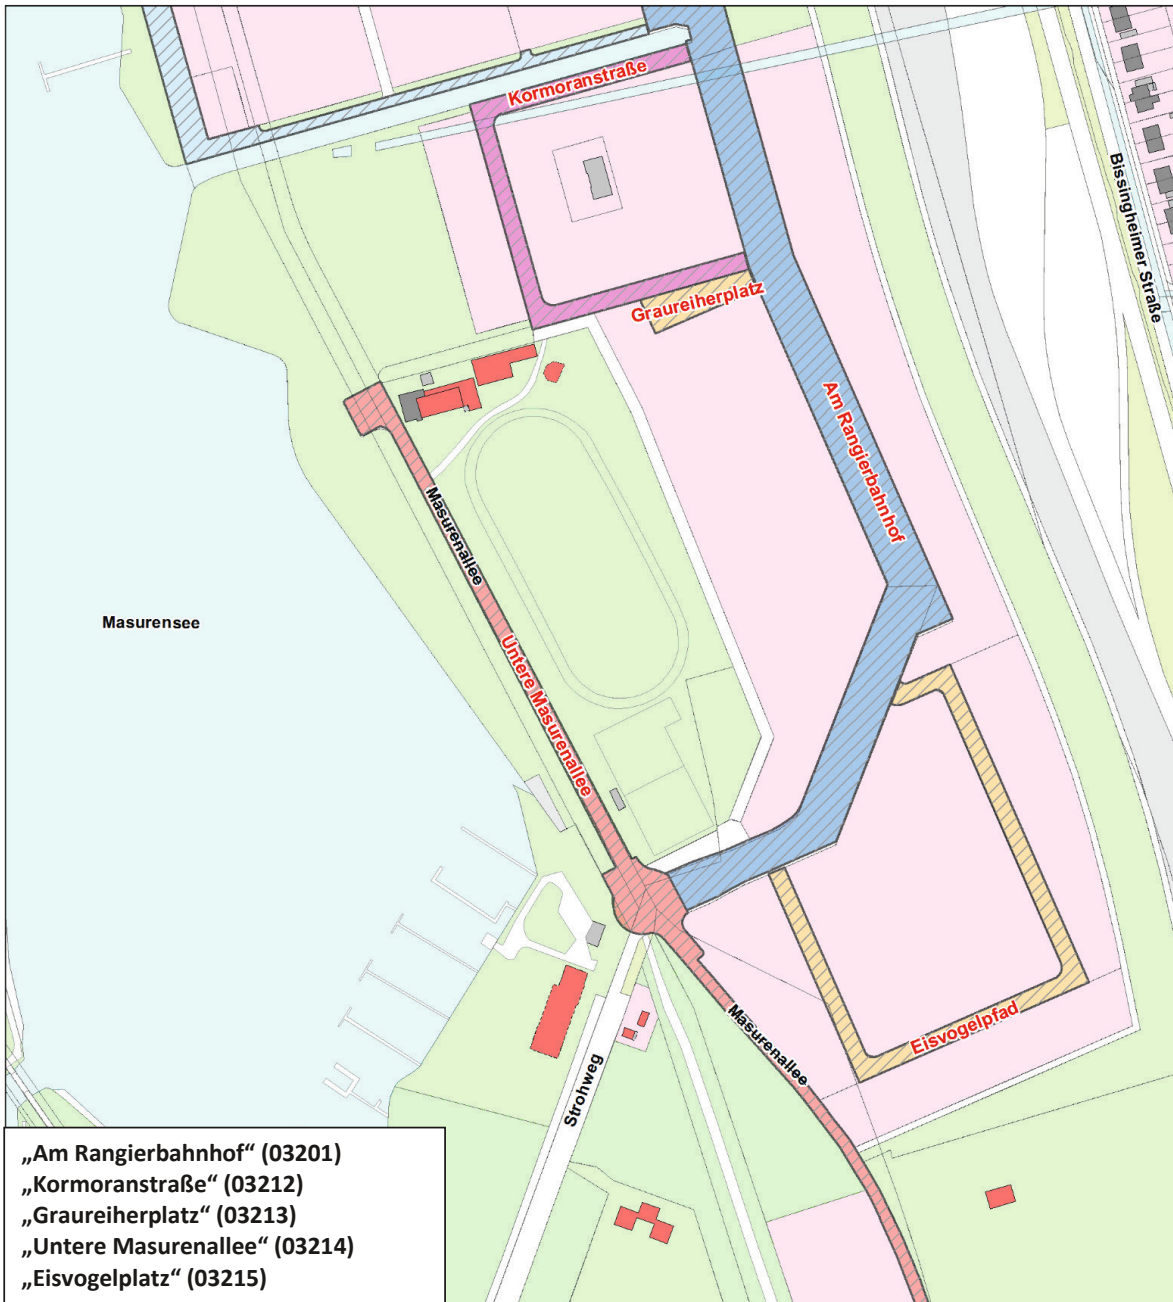 Kormoranstraße
Bissingheimer Straße
Graureiherplatz
Am Rangierbahnhof
Masurenallee
Masurensee
Untere Masurenallee
Masurenallee
Eisvogelpfad
Strohweg
„Am Rangierbahnhof“ (03201)
„Kormoranstraße“ (03212)
„Graureiherplatz“ (03213)
„Untere Masurenallee“ (03214)
„Eisvogelplatz“ (03215)